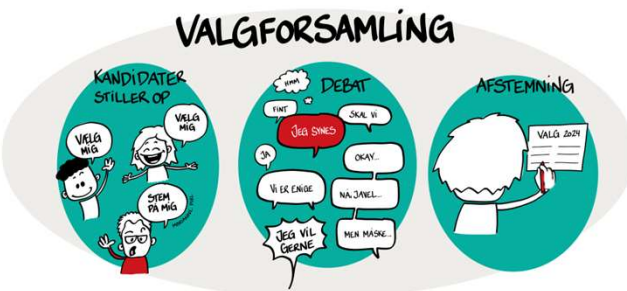 VALGFORSAMLING
KANDIDATER
STILLER OP
VÆLG
MIG
VÆLG
MIG
STEM
PÅ MIG
DEBAT
HMM
FINT
SKAL VI
JEG SYNES
JA
OKAY...
VI ER ENIGE
NÅ, JAVEL...
JEG VIL
GERNE
MEN MÅSKE...
AFSTEMNING
VALG 2024